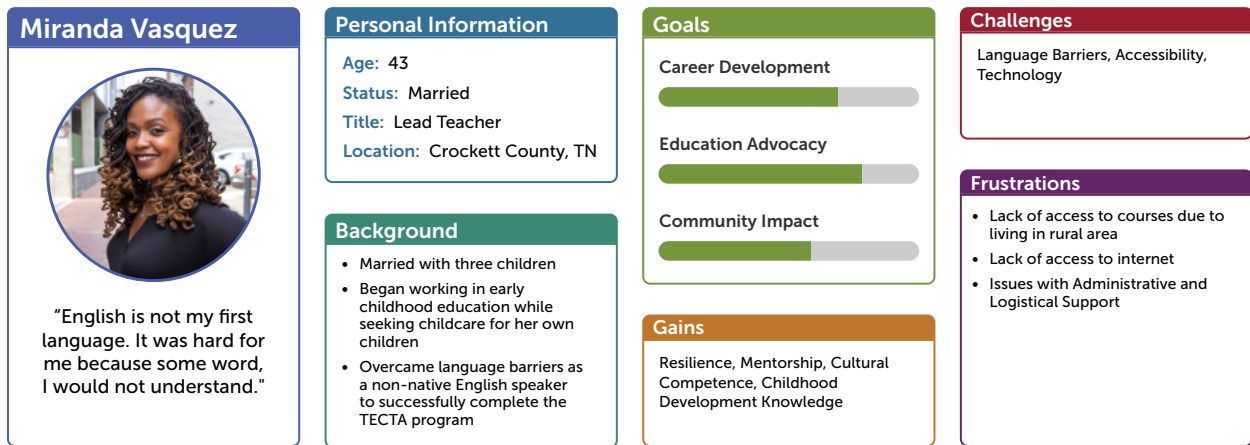 Miranda Vasquez
“English is not my first
language. It was hard for
me because some word,
I would not understand."
Personal Information
Age: 43
Status: Married
Title: Lead Teacher
Location: Crockett County, TN
Background
• Married with three children
• Began working in early
childhood education while
seeking childcare for her own
children
• Overcame language barriers as
a non-native English speaker
to successfully complete the
TECTA program
Goals
Career Development
Education Advocacy
Community Impact
Gains
Resilience, Mentorship, Cultural
Competence, Childhood
Development Knowledge
Challenges
Language Barriers, Accessibility,
Technology
Frustrations
• Lack of access to courses due to
living in rural area
• Lack of access to internet
• Issues with Administrative and
Logistical Support